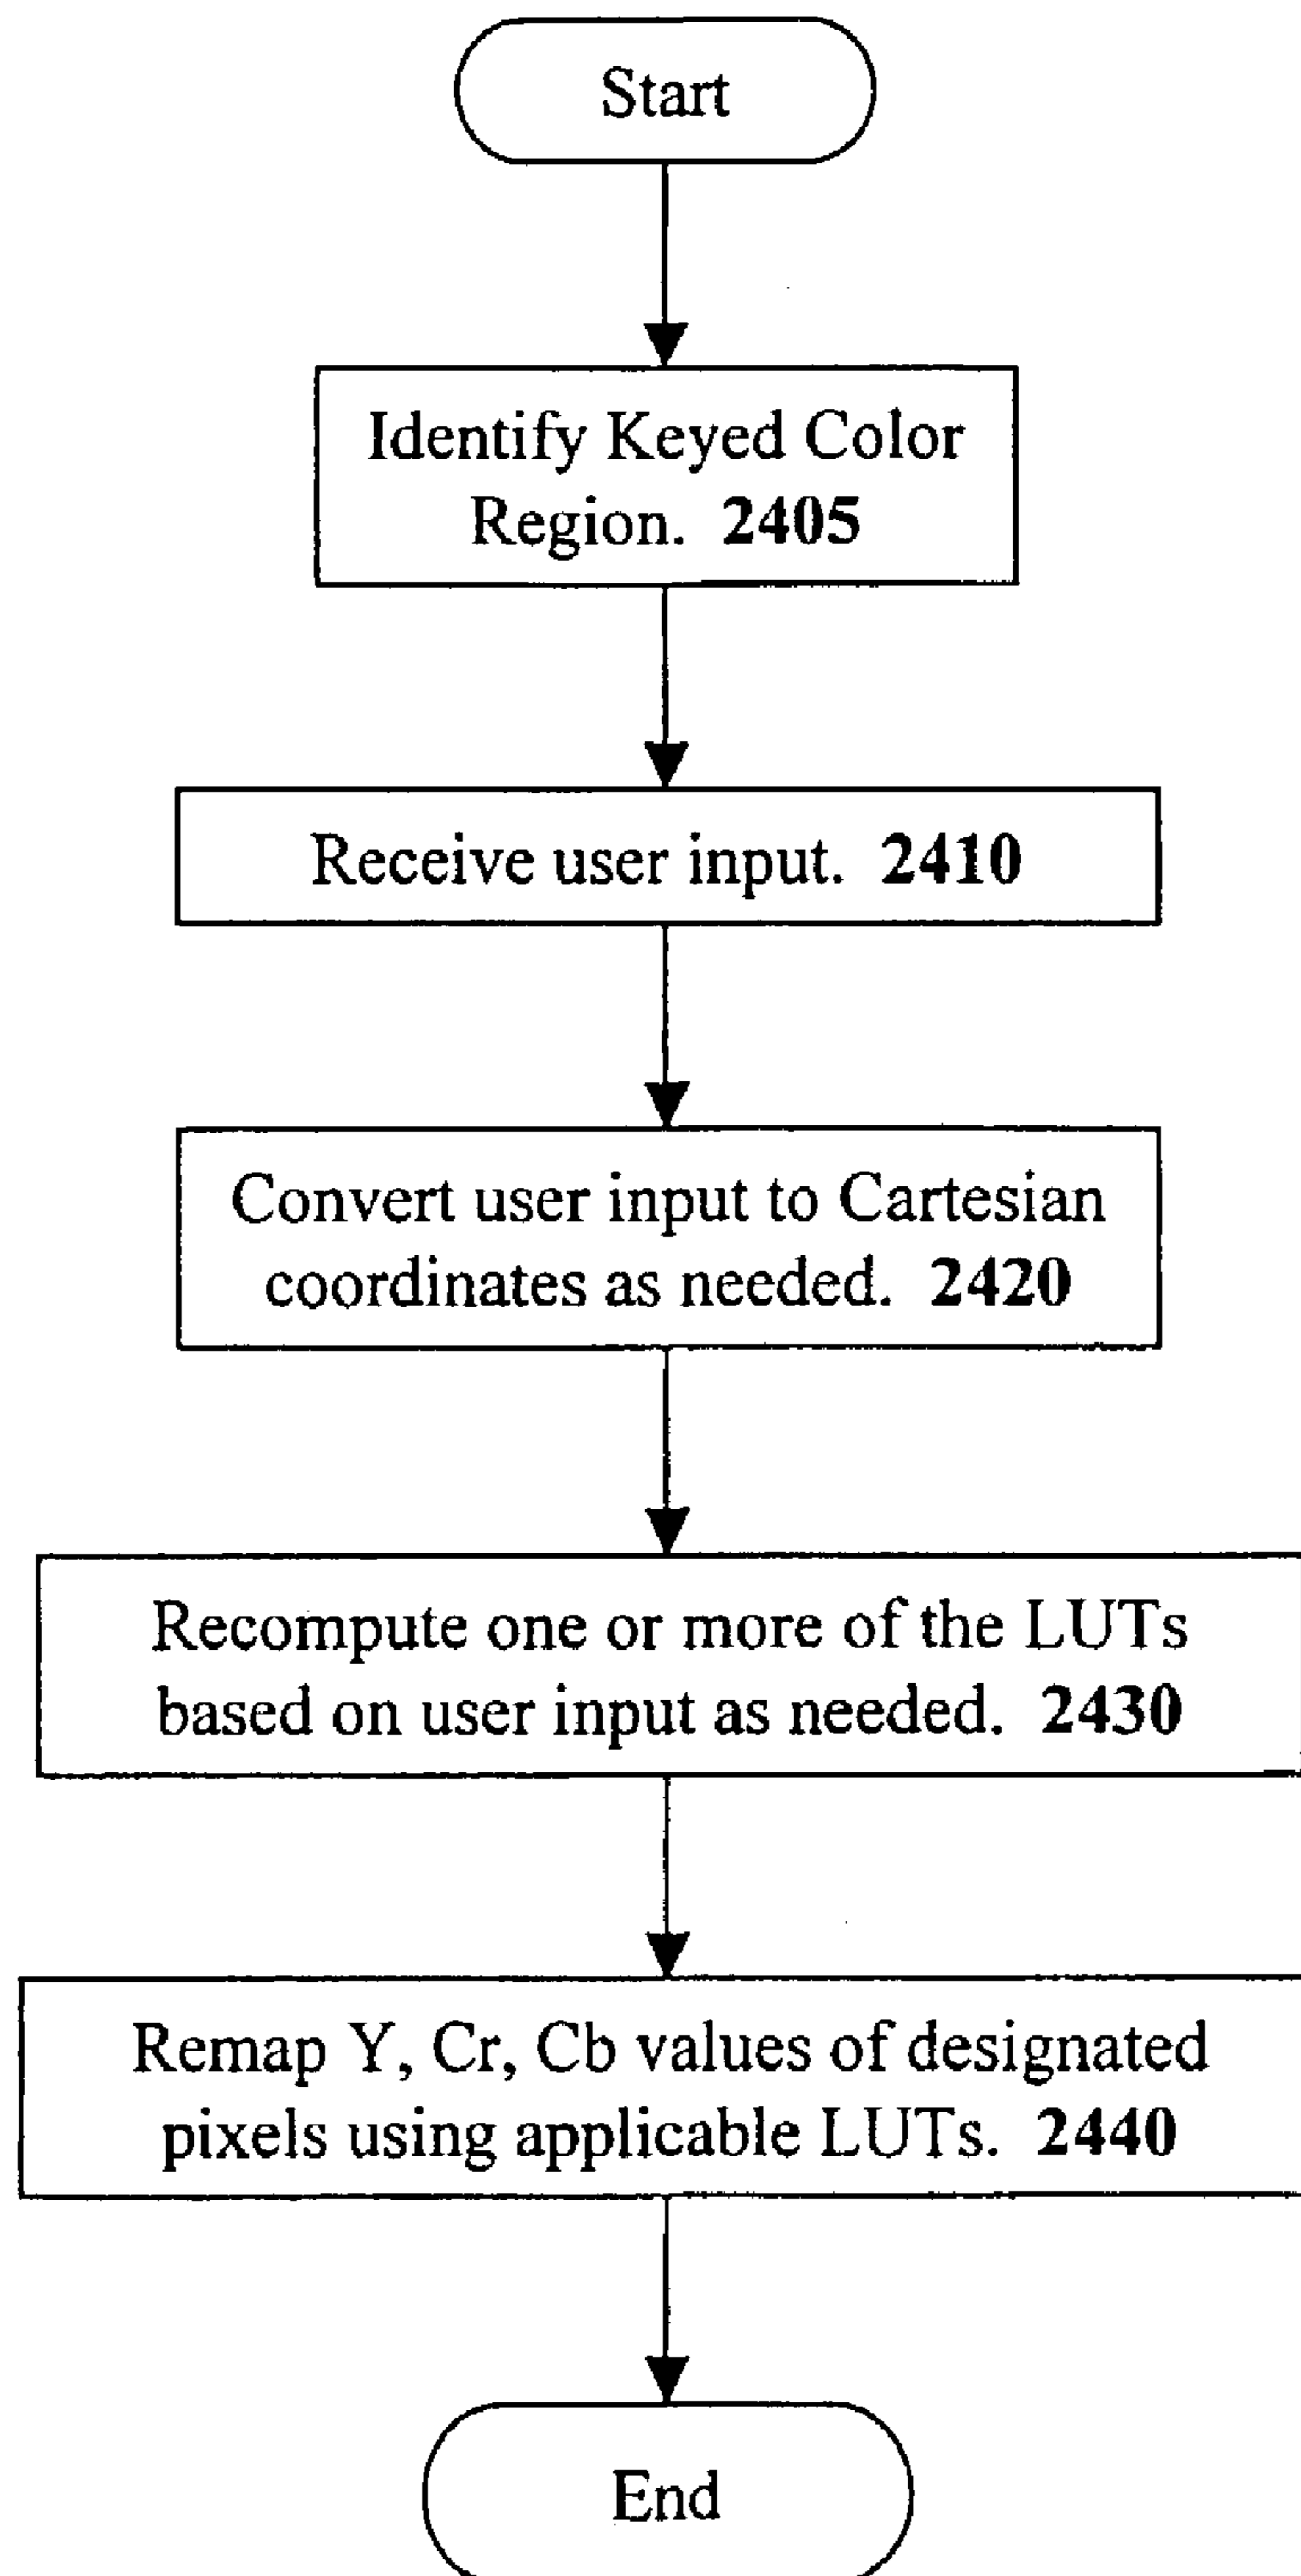 Start
Identify Keyed Color
Region. 2405
Receive user input. 2410
Convert user input to Cartesian
coordinates as needed. 2420
Recompute one or more of the LUTs
based on user input as needed. 2430
Remap Y, Cr, Cb values of designated
pixels using applicable LUTs. 2440
End